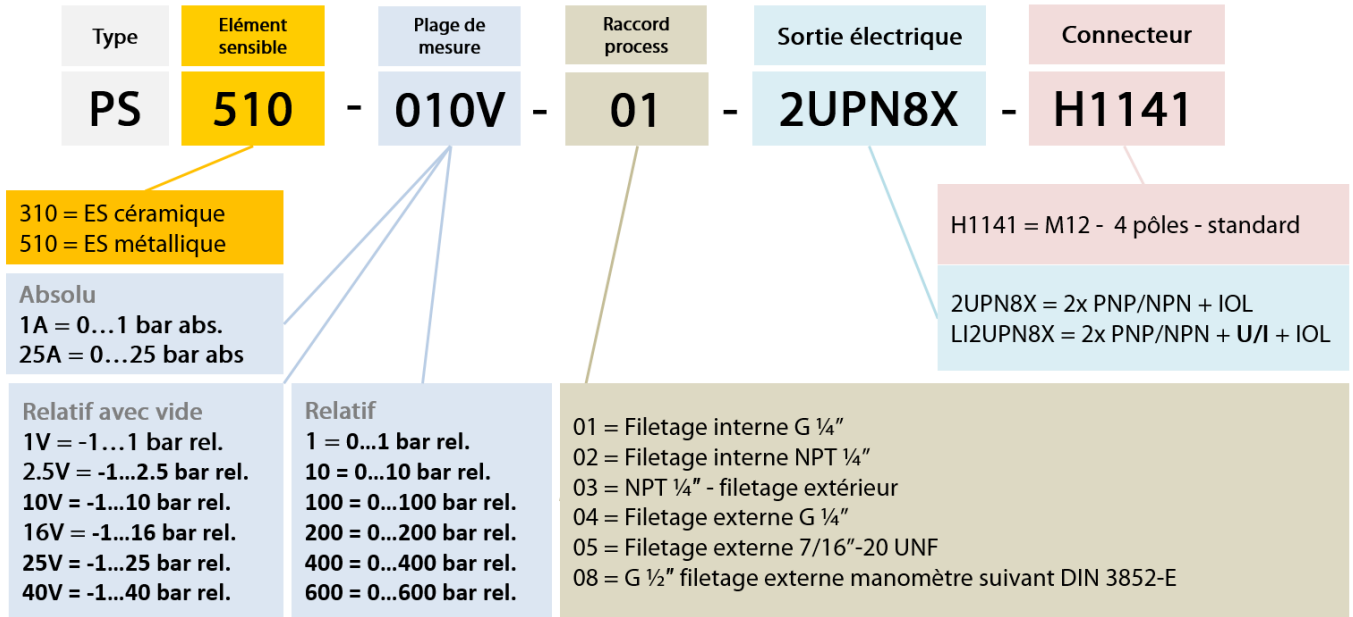 Type
Elément
sensible
Plage de
mesure
Raccord
process
Sortie électrique
Connecteur
PS 510 - 010V - 01 - 2UPN8X - H1141
310 = ES céramique
510 = ES métallique
H1141 = M12 - 4 pôles - standard
Absolu
1A = 0…1 bar abs.
25A = 0…25 bar abs
2UPN8X = 2x PNP/NPN + IOL
LI2UPN8X = 2x PNP/NPN + U/I + IOL
Relatif avec vide
1V = -1…1 bar rel.
2.5V = -1...2.5 bar rel.
10V = -1...10 bar rel.
16V = -1...16 bar rel.
25V = -1...25 bar rel.
40V = -1...40 bar rel.
Relatif
1 = 0...1 bar rel.
10 = 0...10 bar rel.
100 = 0...100 bar rel.
200 = 0...200 bar rel.
400 = 0...400 bar rel.
600 = 0...600 bar rel.
01 = Filetage interne G ¼”
02 = Filetage interne NPT ¼”
03 = NPT ¼" - filetage extérieur
04 = Filetage externe G ¼”
05 = Filetage externe 7/16”-20 UNF
08 = G ½" filetage externe manomètre suivant DIN 3852-E